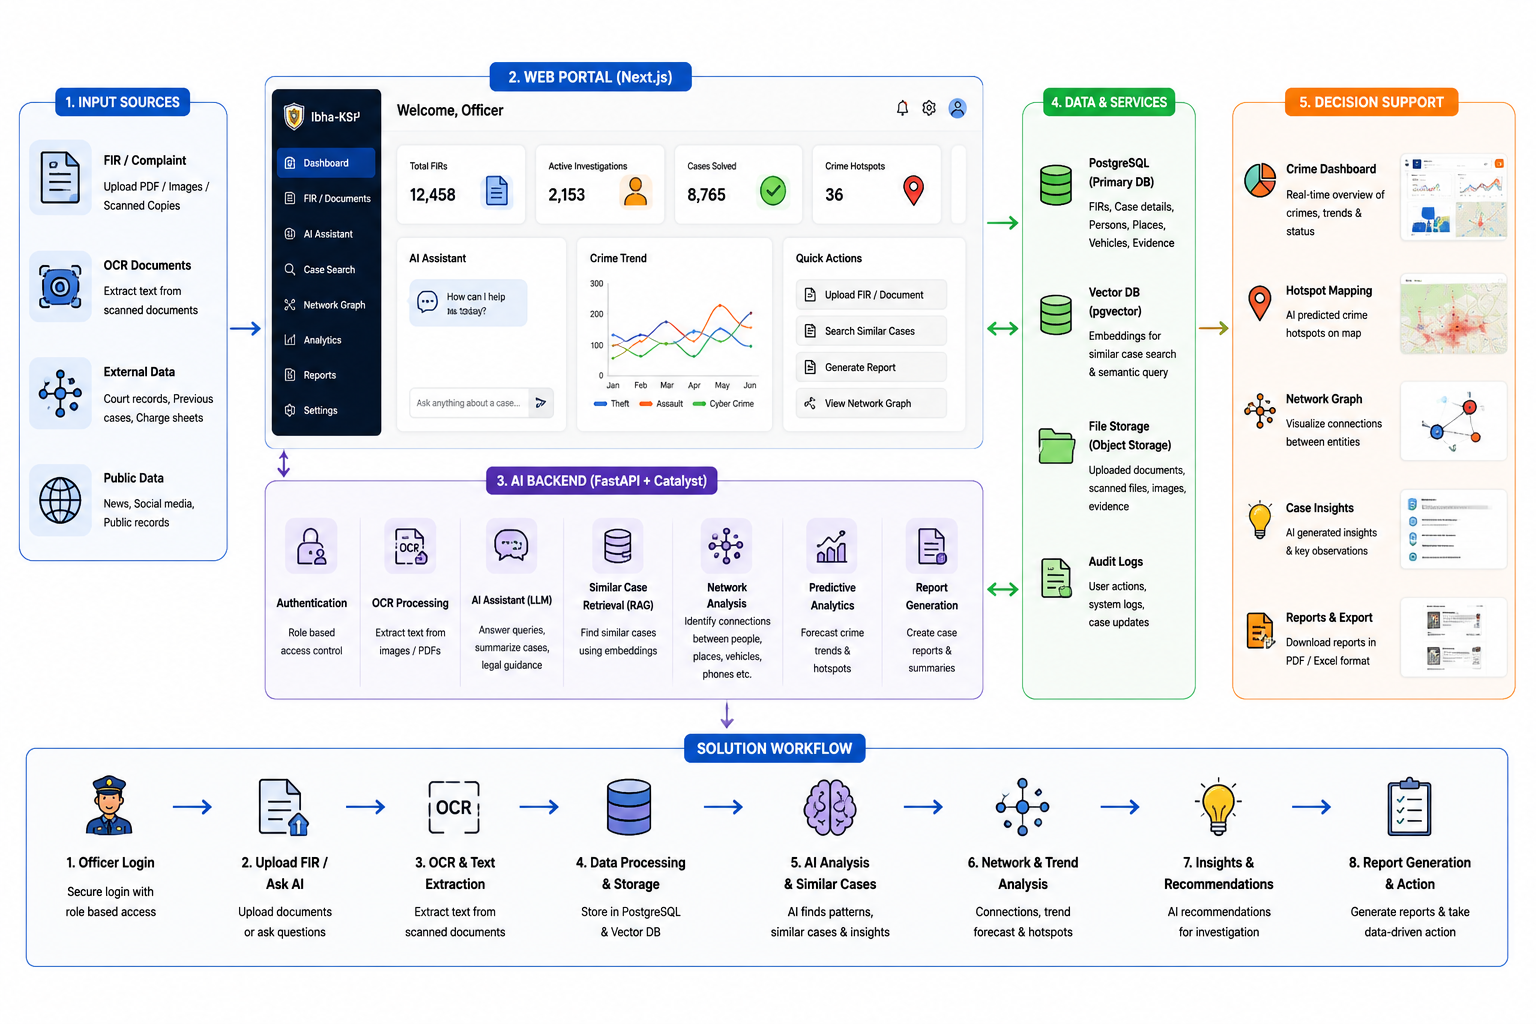 1. INPUT SOURCES
FIR / Complaint
Upload PDF / Images /
Scanned Copies
OCR Documents
Extract text from
scanned documents
External Data
Court records, Previous
cases, Charge sheets
Public Data
News, Social media,
Public records
2. WEB PORTAL (Next.js)
Ibha-KSP
Dashboard
FIR / Documents
AI Assistant
Case Search
Network Graph
Analytics
Reports
Settings
Welcome, Officer
Total FIRs
12,458
Active Investigations
2,153
Cases Solved
8,765
Crime Hotspots
36
AI Assistant
How can I help
us today?
Ask anything about a case...
Crime Trend
300
200
100
0
Jan Feb Mar Apr May Jun
Theft Assault Cyber Crime
Quick Actions
Upload FIR / Document
Search Similar Cases
Generate Report
View Network Graph
3. AI BACKEND (FastAPI + Catalyst)
Authentication
Role based
access control
OCR
OCR Processing
Extract text from
images / PDFs
AI Assistant (LLM)
Answer queries,
summarize cases,
legal guidance
Similar Case
Retrieval (RAG)
Find similar cases
using embeddings
Network
Analysis
Identify connections
between people,
places, vehicles,
phones etc.
Predictive
Analytics
Forecast crime
trends &
hotspots
Report
Generation
Create case
reports &
summaries
4. DATA & SERVICES
PostgreSQL
(Primary DB)
FIRs, Case details,
Persons, Places,
Vehicles, Evidence
Vector DB
(pgvector)
Embeddings for
similar case search
& semantic query
File Storage
(Object Storage)
Uploaded documents,
scanned files, images,
evidence
Audit Logs
User actions,
system logs,
case updates
5. DECISION SUPPORT
Crime Dashboard
Real-time overview of
crimes, trends &
status
Hotspot Mapping
AI predicted crime
hotspots on map
Network Graph
Visualize connections
between entities
Case Insights
AI generated insights
& key observations
Reports & Export
Download reports in
PDF / Excel format
SOLUTION WORKFLOW
1. Officer Login
Secure login with
role based access
2. Upload FIR /
Ask AI
Upload documents
or ask questions
OCR
3. OCR & Text
Extraction
Extract text from
scanned documents
4. Data Processing
& Storage
Store in PostgreSQL
& Vector DB
5. AI Analysis
& Similar Cases
AI finds patterns,
similar cases & insights
6. Network & Trend
Analysis
Connections, trend
forecast & hotspots
7. Insights &
Recommendations
AI recommendations
for investigation
8. Report Generation
& Action
Generate reports & take
data-driven action